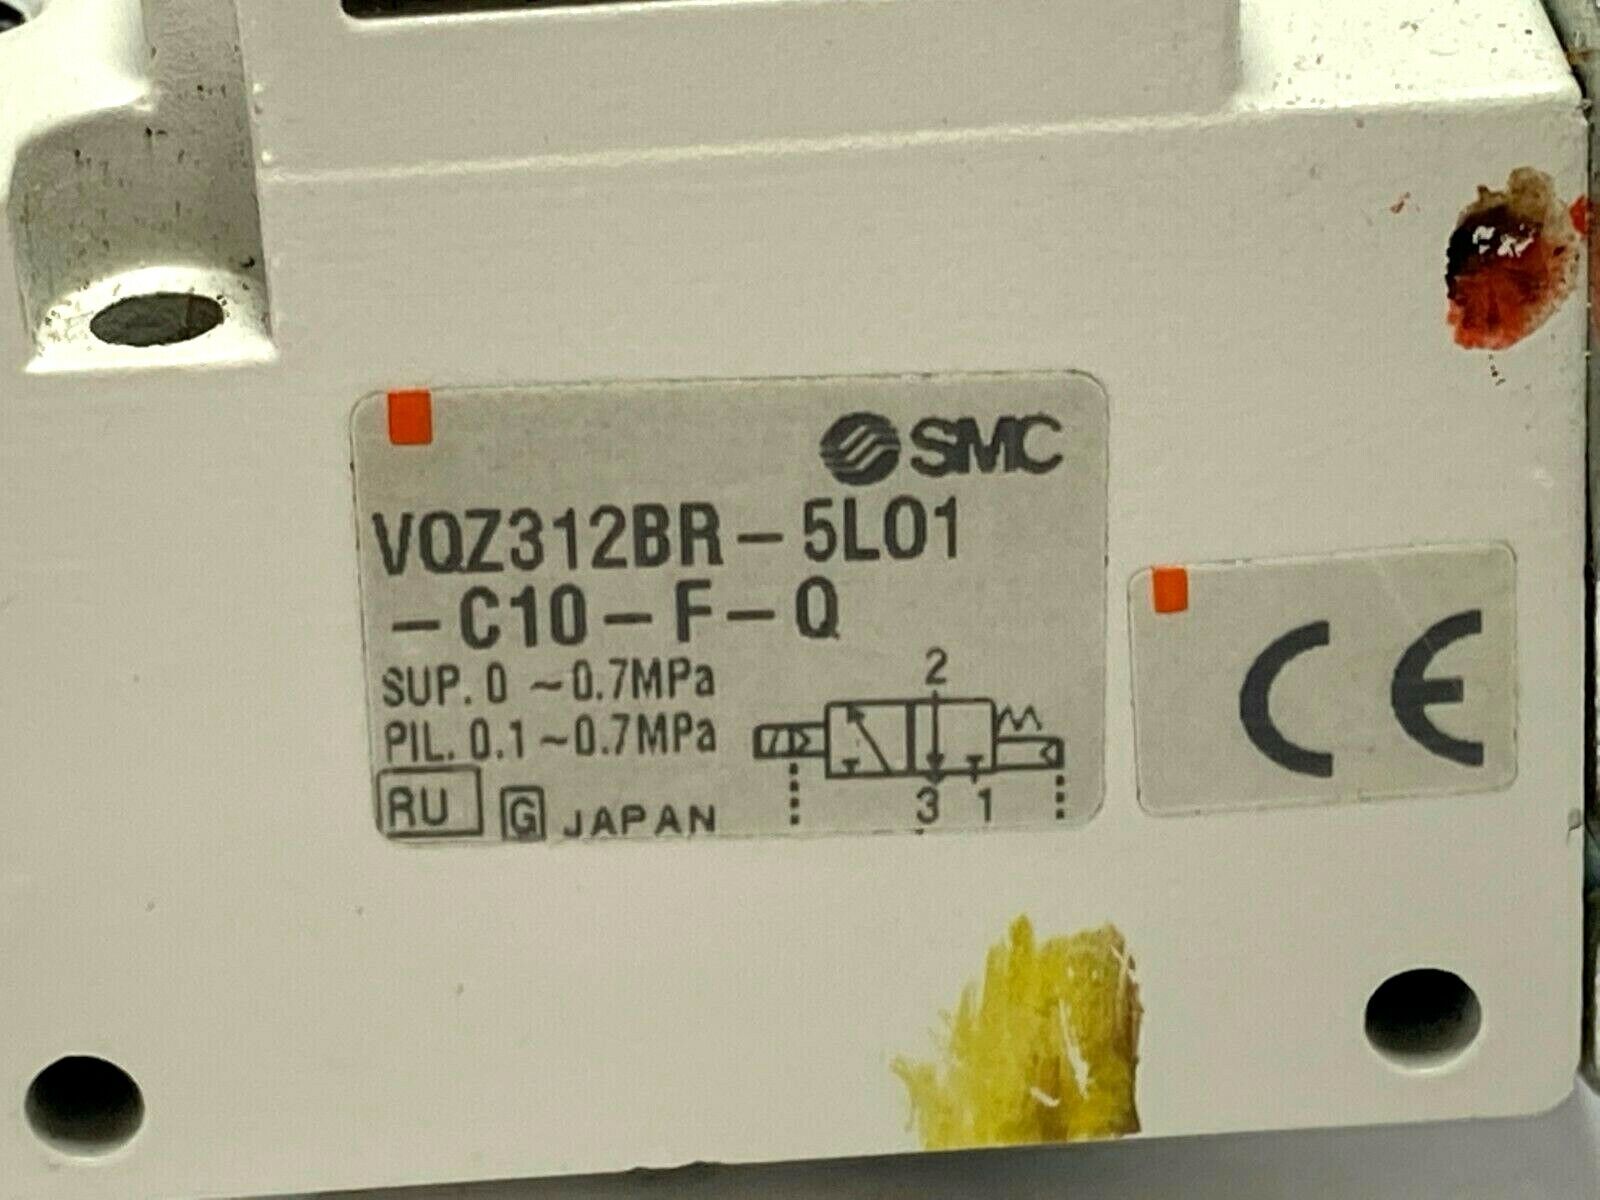 SMC
VQZ312BR-5L01
-C10-F-Q
SUP. 0 ~0.7MPa
PIL. 0.1~0.7MPa
RU G JAPAN
2
3 1
CE